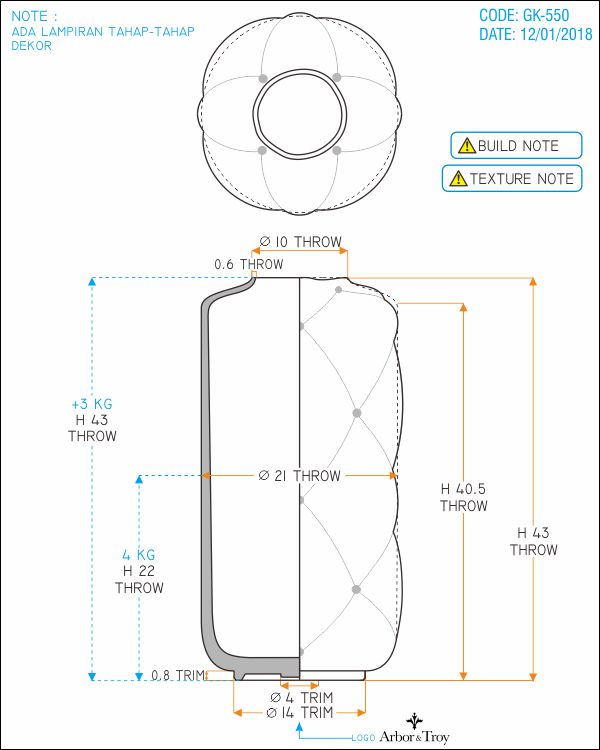 NOTE :
ADA LAMPIRAN TAHAP-TAHAP
DEKOR
CODE: GK-550
DATE: 12/01/2018
BUILD NOTE
TEXTURE NOTE
Ø 10 THROW
0.6 THROW
+3 KG
H 43
THROW
Ø 21 THROW
H 40.5
THROW
H 43
THROW
4 KG
H 22
THROW
0.8 TRIM
Ø 4 TRIM
Ø 14 TRIM
LOGO Arbor & Troy